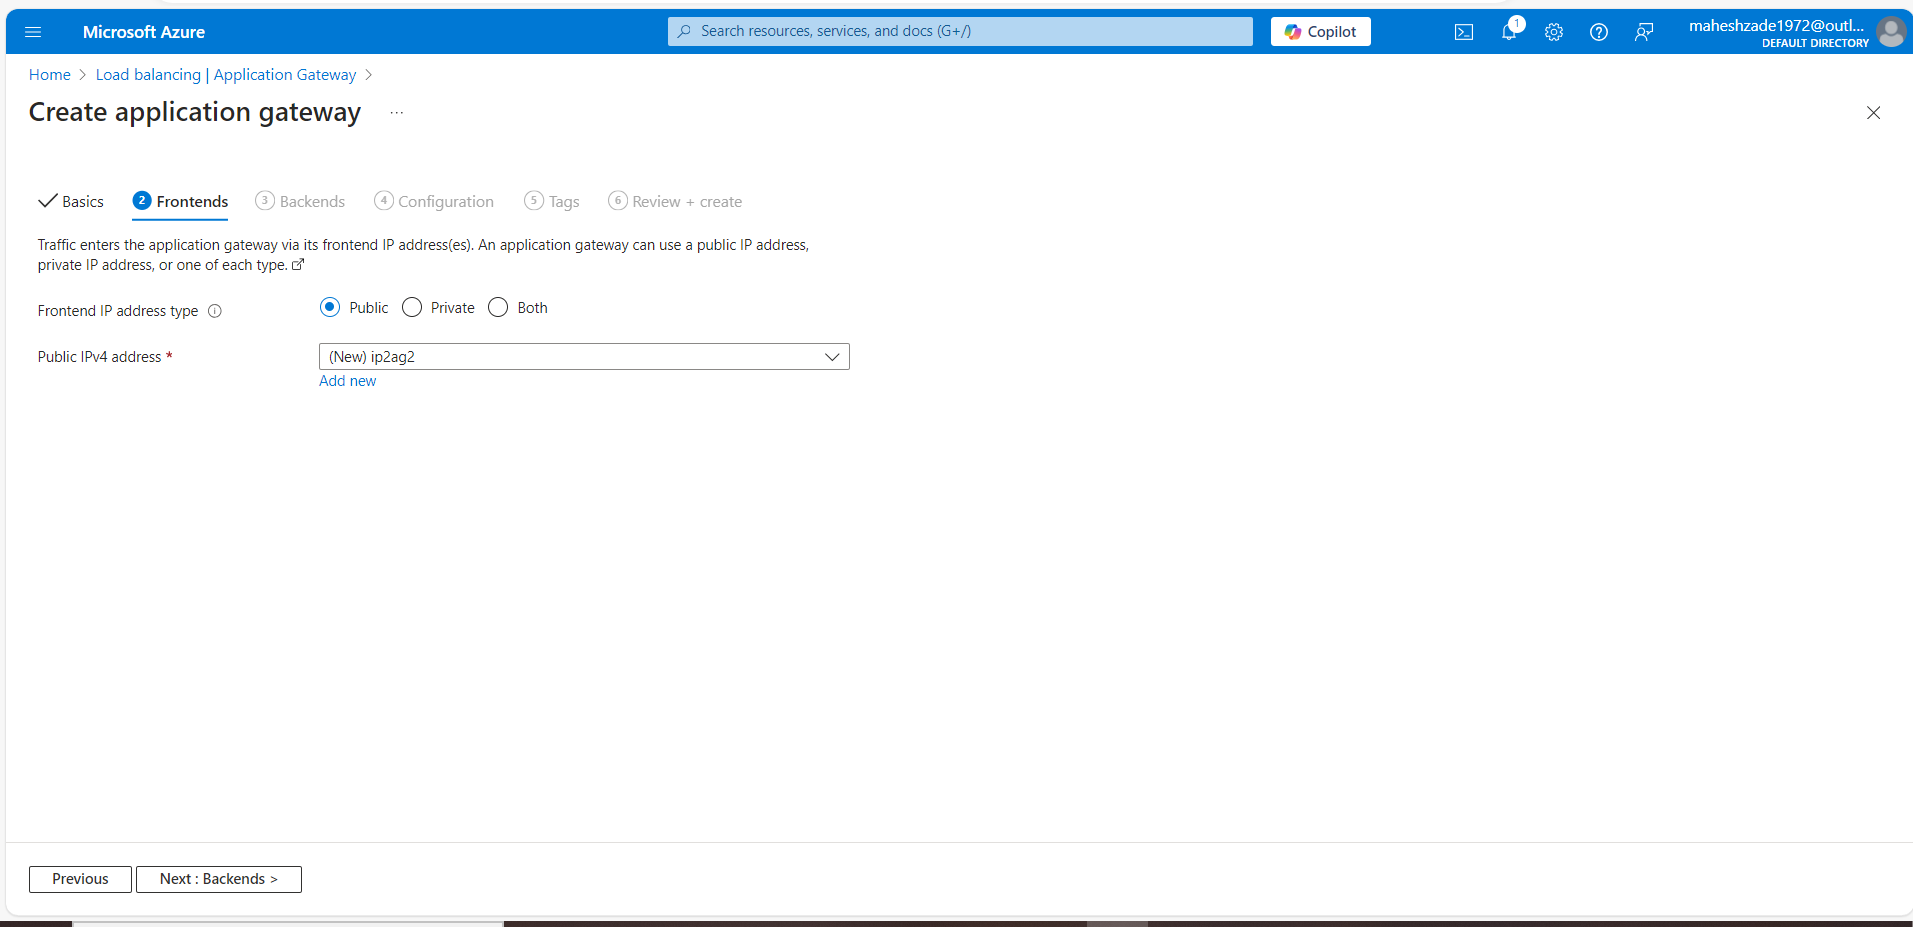 Microsoft Azure
Search resources, services, and docs (G+/)
Copilot
1
maheshzade1972@outl...
DEFAULT DIRECTORY
Home > Load balancing | Application Gateway >
Create application gateway ...
Basics 2 Frontends 3 Backends 4 Configuration 5 Tags 6 Review + create
Traffic enters the application gateway via its frontend IP address(es). An application gateway can use a public IP address,
private IP address, or one of each type.
Frontend IP address type Public Private Both
Public IPv4 address * (New) ip2ag2
Add new
Previous Next : Backends >